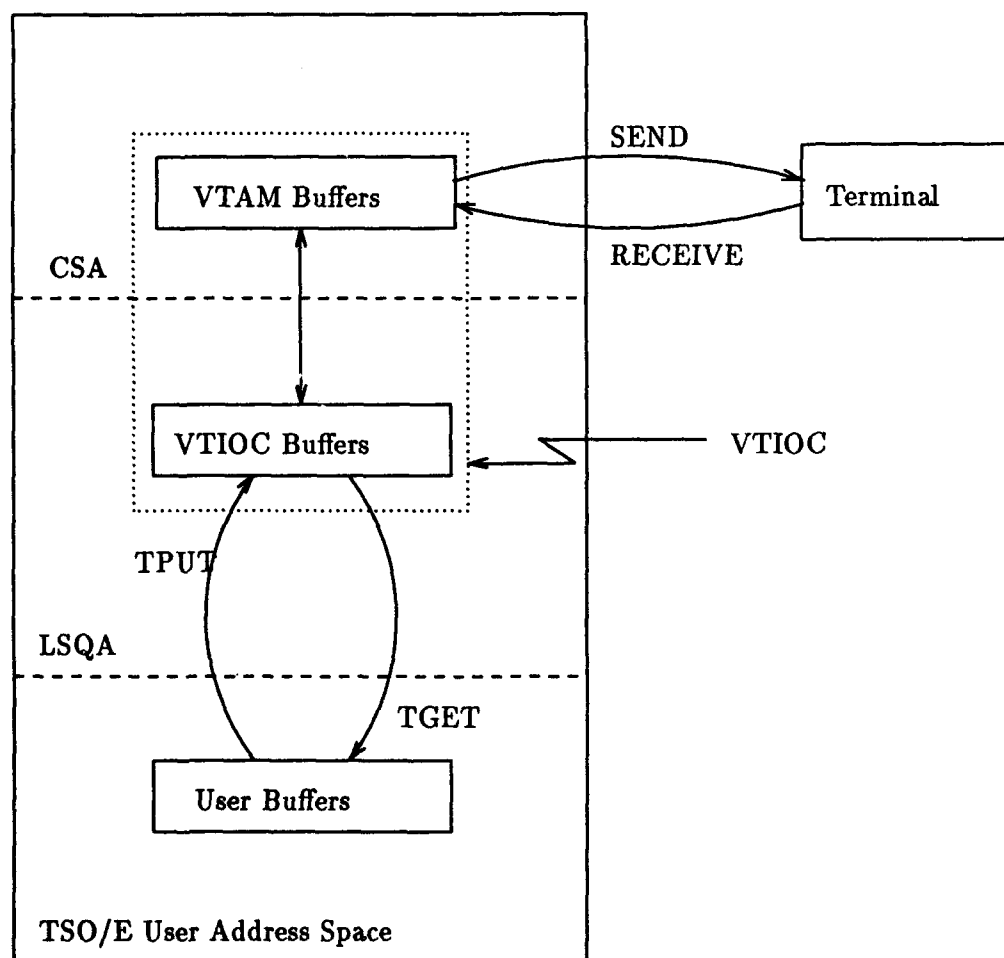 SEND
VTAM Buffers
Terminal
RECEIVE
CSA
VTIOC Buffers
VTIOC
TPUT
LSQA
TGET
User Buffers
TSO/E User Address Space